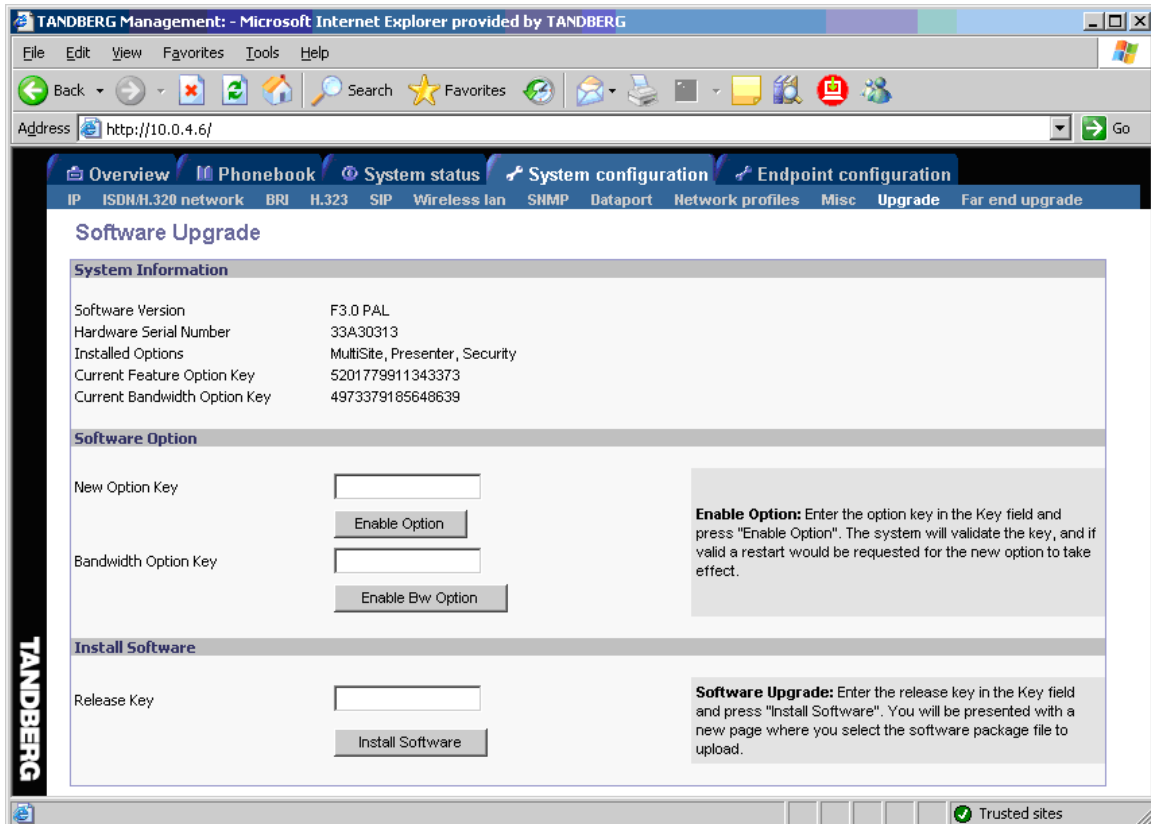 TANDBERG Management: - Microsoft Internet Explorer provided by TANDBERG
File Edit View Favorites Tools Help
Back Search Favorites
Address http://10.0.4.6/ Go
Overview Phonebook System status System configuration Endpoint configuration
IP ISDN/H.320 network BRI H.323 SIP Wireless lan SNMP Dataport Network profiles Misc Upgrade Far end upgrade
Software Upgrade
System Information
Software Version F3.0 PAL
Hardware Serial Number 33A30313
Installed Options MultiSite, Presenter, Security
Current Feature Option Key 5201779911343373
Current Bandwidth Option Key 4973379185648639
Software Option
New Option Key
Enable Option
Bandwidth Option Key
Enable Bw Option
Enable Option: Enter the option key in the Key field and
press "Enable Option". The system will validate the key, and if
valid a restart would be requested for the new option to take
effect.
Install Software
Release Key
Install Software
Software Upgrade: Enter the release key in the Key field
and press "Install Software". You will be presented with a
new page where you select the software package file to
upload.
TANDBERG
Trusted sites